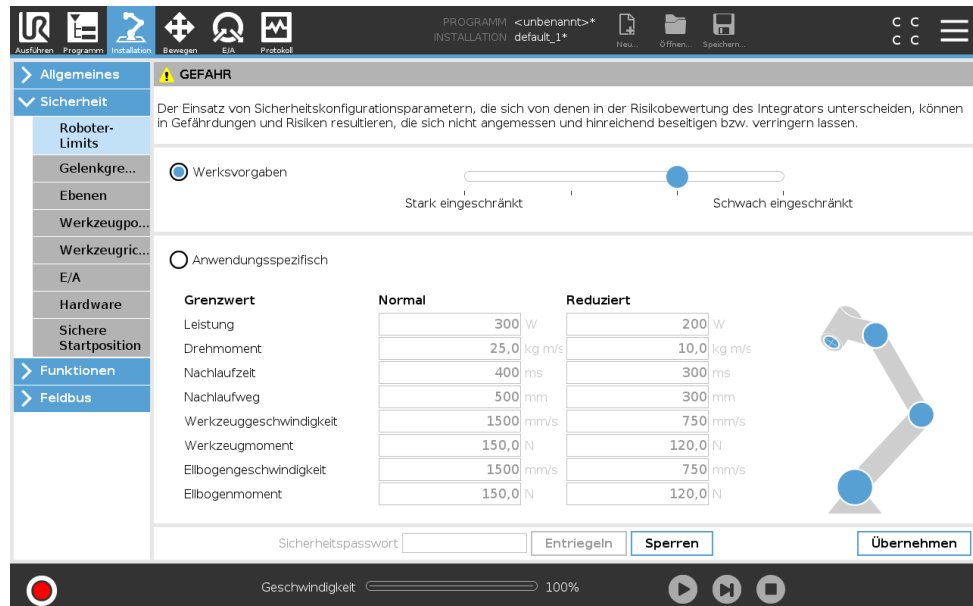 UR
PROGRAMM <unbenannt>*
INSTALLATION default_1*
Ausführen Programm Installation Bewegen E/A Protokoll Neu... Öffnen... Speichern...
C C
C C
Allgemeines
Sicherheit
Roboter-
Limits
Gelenkgre...
Ebenen
Werkzeugpo...
Werkzeugric...
E/A
Hardware
Sichere
Startposition
Funktionen
Feldbus
GEFAHR
Der Einsatz von Sicherheitskonfigurationsparametern, die sich von denen in der Risikobewertung des Integrators unterscheiden, können
in Gefährdungen und Risiken resultieren, die sich nicht angemessen und hinreichend beseitigen bzw. verringern lassen.
Werksvorgaben
Stark eingeschränkt Schwach eingeschränkt
Anwendungsspezifisch
Grenzwert Normal Reduziert
Leistung 300 W 200 W
Drehmoment 25,0 kg m/s 10,0 kg m/s
Nachlaufzeit 400 ms 300 ms
Nachlaufweg 500 mm 300 mm
Werkzeuggeschwindigkeit 1500 mm/s 750 mm/s
Werkzeugmoment 150,0 N 120,0 N
Ellbogengeschwindigkeit 1500 mm/s 750 mm/s
Ellbogenmoment 150,0 N 120,0 N
Sicherheitspasswort Entriegeln Sperren Übernehmen
Geschwindigkeit 100%